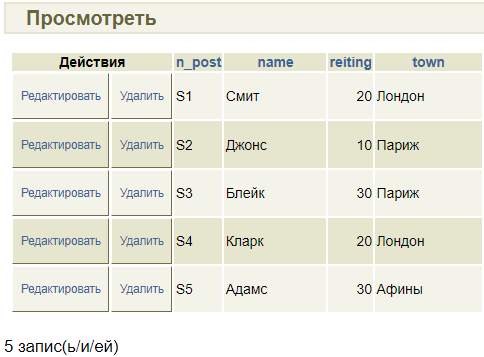 Просмотреть
Действия n_post name reiting town
Редактировать Удалить S1 Смит 20 Лондон
Редактировать Удалить S2 Джонс 10 Париж
Редактировать Удалить S3 Блейк 30 Париж
Редактировать Удалить S4 Кларк 20 Лондон
Редактировать Удалить S5 Адамс 30 Афины
5 запис(ь/и/ей)